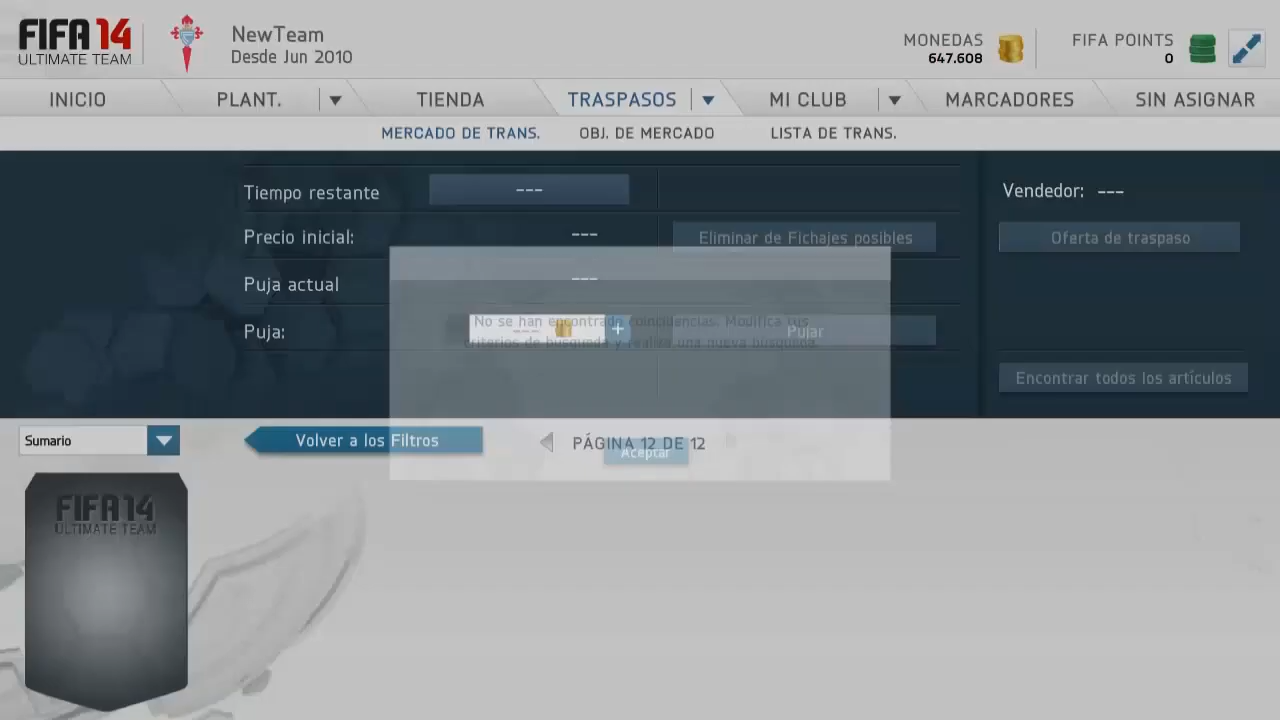 FIFA 14
ULTIMATE TEAM
NewTeam
Desde Jun 2010
MONEDAS
647.608
FIFA POINTS
0
INICIO
PLANT.
TIENDA
TRASPASOS
MI CLUB
MARCADORES
SIN ASIGNAR
MERCADO DE TRANS.
OBJ. DE MERCADO
LISTA DE TRANS.
Tiempo restante
---
Vendedor: ---
Precio inicial:
---
Eliminar de Fichajes posibles
Oferta de traspaso
Puja actual
---
Puja:
---
+
Pujar
No se han encontrado coincidencias. Modifica tus
criterios de búsqueda y realiza una nueva búsqueda.
Encontrar todos los artículos
Sumario
Volver a los Filtros
PÁGINA 12 DE 12
Aceptar
FIFA 14
ULTIMATE TEAM